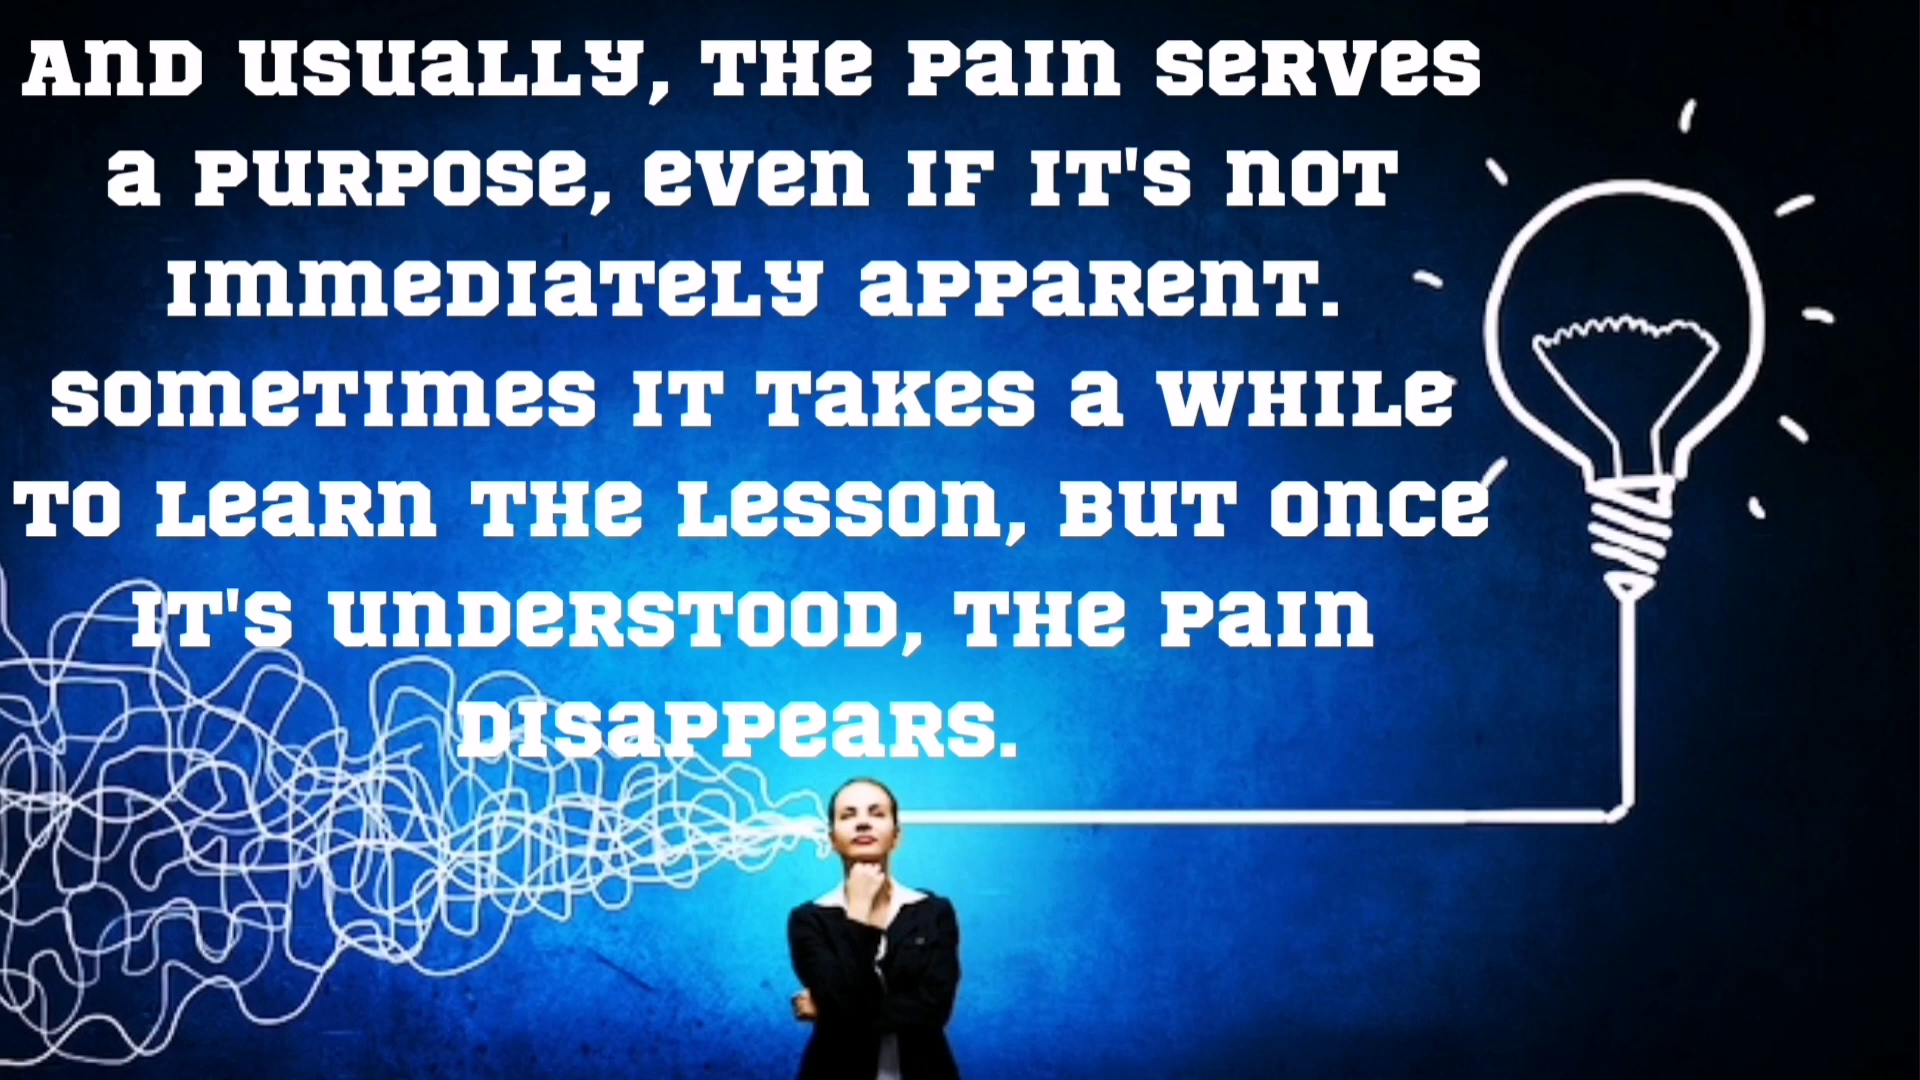 AND USUALLY, THE PAIN SERVES
A PURPOSE, EVEN IF IT'S NOT
IMMEDIATELY APPARENT.
SOMETIMES IT TAKES A WHILE
TO LEARN THE LESSON, BUT ONCE
IT'S UNDERSTOOD, THE PAIN
DISAPPEARS.